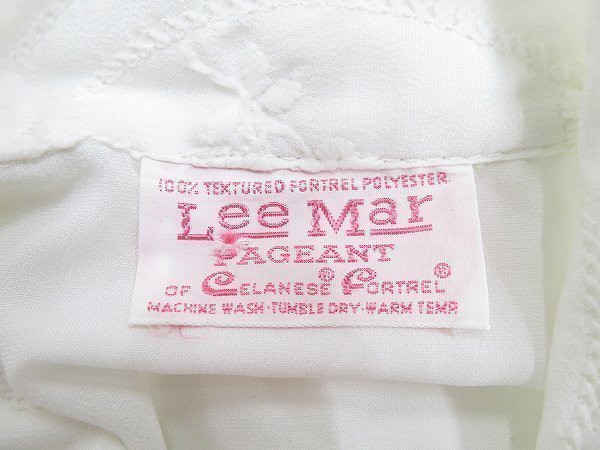 100% TEXTURED FORTREL POLYESTER
Lee Mar
PAGEANT
OF CELANESE® FORTREL®
MACHINE WASH·TUMBLE DRY·WARM TEMP.